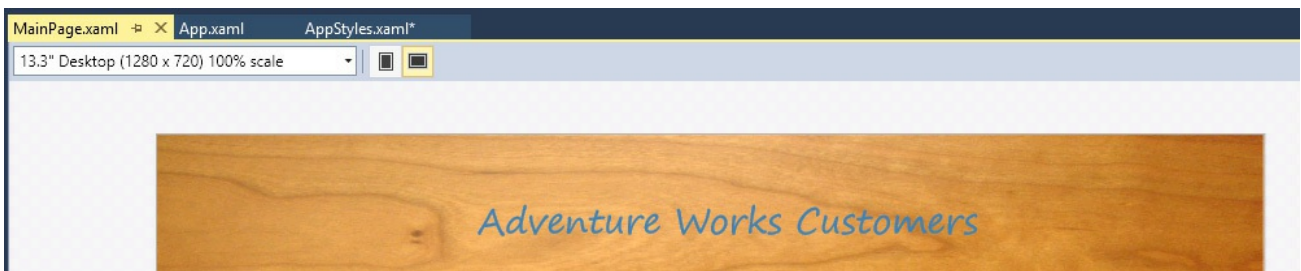 MainPage.xaml App.xaml AppStyles.xaml*
13.3" Desktop (1280 x 720) 100% scale
Adventure Works Customers